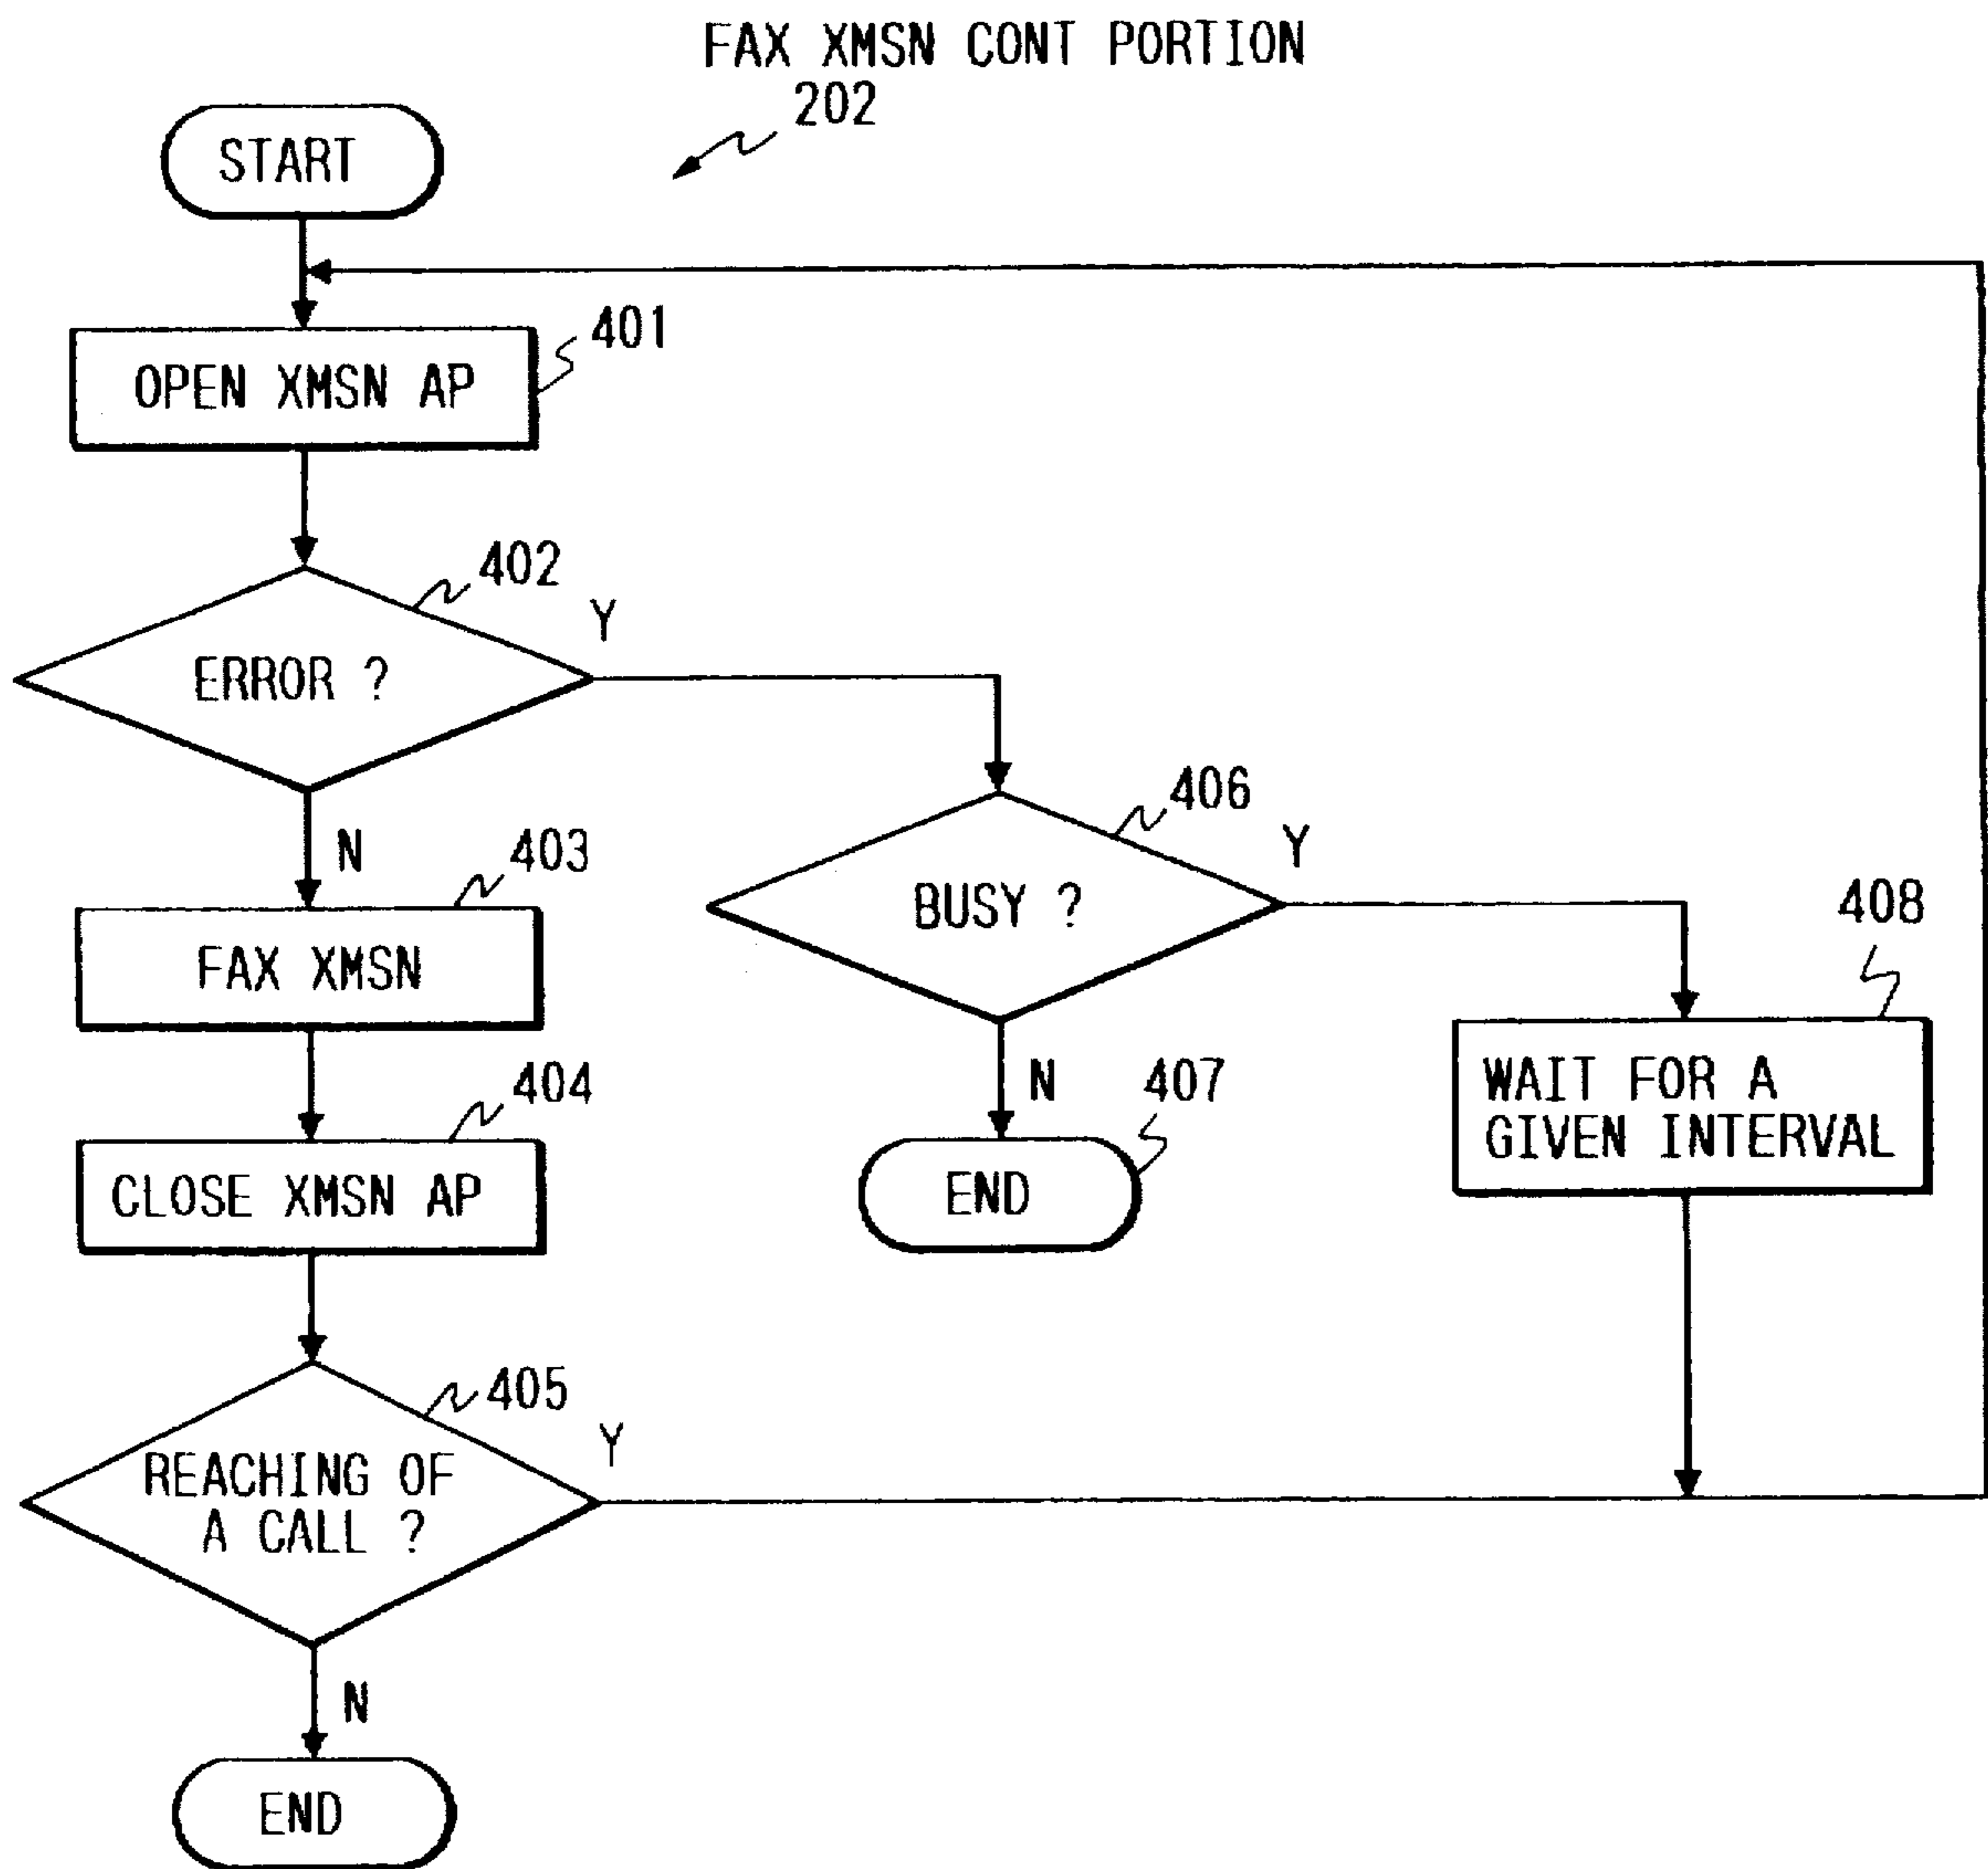 FAX XMSN CONT PORTION
202
START
401
OPEN XMSN AP
402
Y
ERROR ?
406
Y
N
403
BUSY ?
408
FAX XMSN
404
N
407
WAIT FOR A
GIVEN INTERVAL
CLOSE XMSN AP
END
405
Y
REACHING OF
A CALL ?
N
END